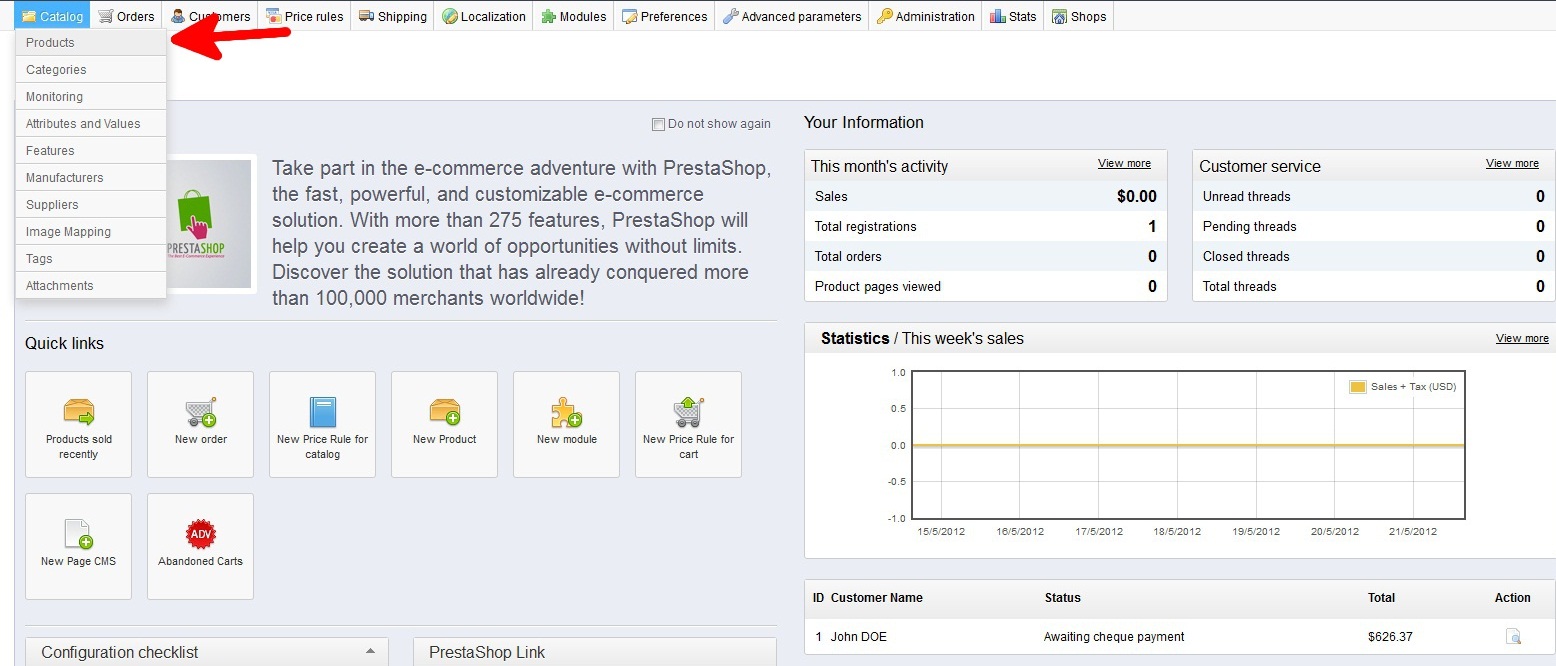 Catalog Orders Customers Price rules Shipping Localization Modules Preferences Advanced parameters Administration Stats Shops
Products
Categories
Monitoring
Attributes and Values
Features
Manufacturers
Suppliers
Image Mapping
Tags
Attachments
Do not show again
PRESTASHOP
The Best E-Commerce Experience
Take part in the e-commerce adventure with PrestaShop,
the fast, powerful, and customizable e-commerce
solution. With more than 275 features, PrestaShop will
help you create a world of opportunities without limits.
Discover the solution that has already conquered more
than 100,000 merchants worldwide!
Quick links
Products sold
recently
New order
New Price Rule for
catalog
New Product
New module
New Price Rule for
cart
New Page CMS
ADV
Abandoned Carts
Configuration checklist
PrestaShop Link
Your Information
This month's activity View more
Sales $0.00
Total registrations 1
Total orders 0
Product pages viewed 0
Customer service View more
Unread threads 0
Pending threads 0
Closed threads 0
Total threads 0
Statistics / This week's sales View more
Sales + Tax (USD)
1.0
0.5
0.0
-0.5
-1.0
15/5/2012 16/5/2012 17/5/2012 18/5/2012 19/5/2012 20/5/2012 21/5/2012
ID Customer Name Status Total Action
1 John DOE Awaiting cheque payment $626.37